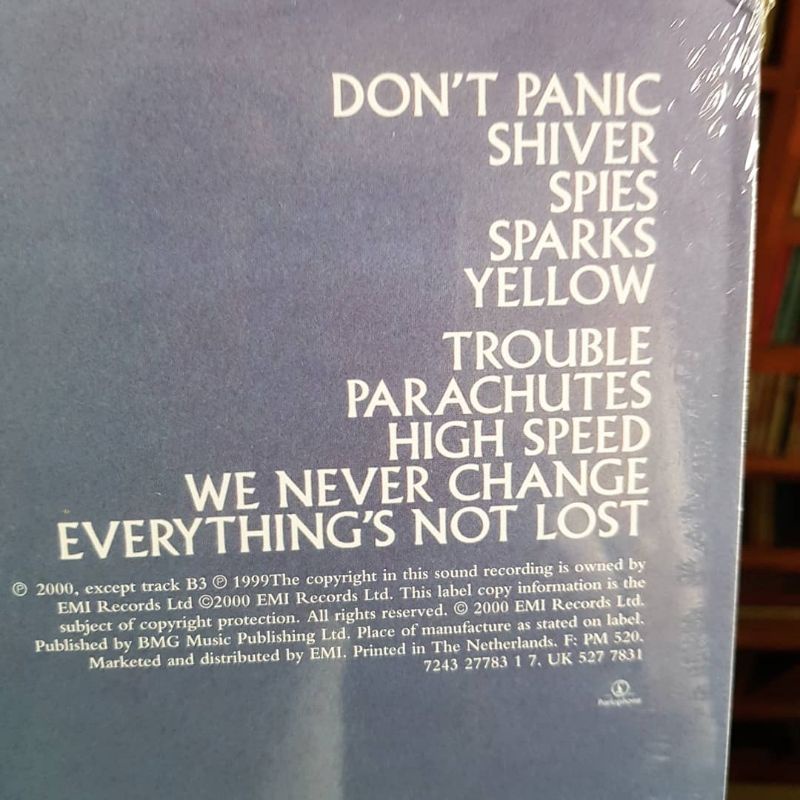 DON'T PANIC
SHIVER
SPIES
SPARKS
YELLOW
TROUBLE
PARACHUTES
HIGH SPEED
WE NEVER CHANGE
EVERYTHING'S NOT LOST
℗ 2000, except track B3 ℗ 1999The copyright in this sound recording is owned by
EMI Records Ltd ©2000 EMI Records Ltd. This label copy information is the
subject of copyright protection. All rights reserved. © 2000 EMI Records Ltd.
Published by BMG Music Publishing Ltd. Place of manufacture as stated on label.
Marketed and distributed by EMI. Printed in The Netherlands. F: PM 520.
7243 27783 1 7. UK 527 7831
Parlophone